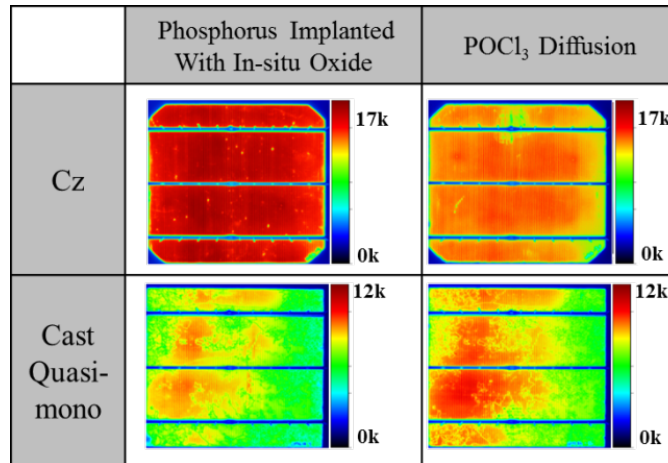 Phosphorus Implanted
With In-situ Oxide
POCl₃ Diffusion
Cz
17k
0k
17k
0k
Cast
Quasi-
mono
12k
0k
12k
0k